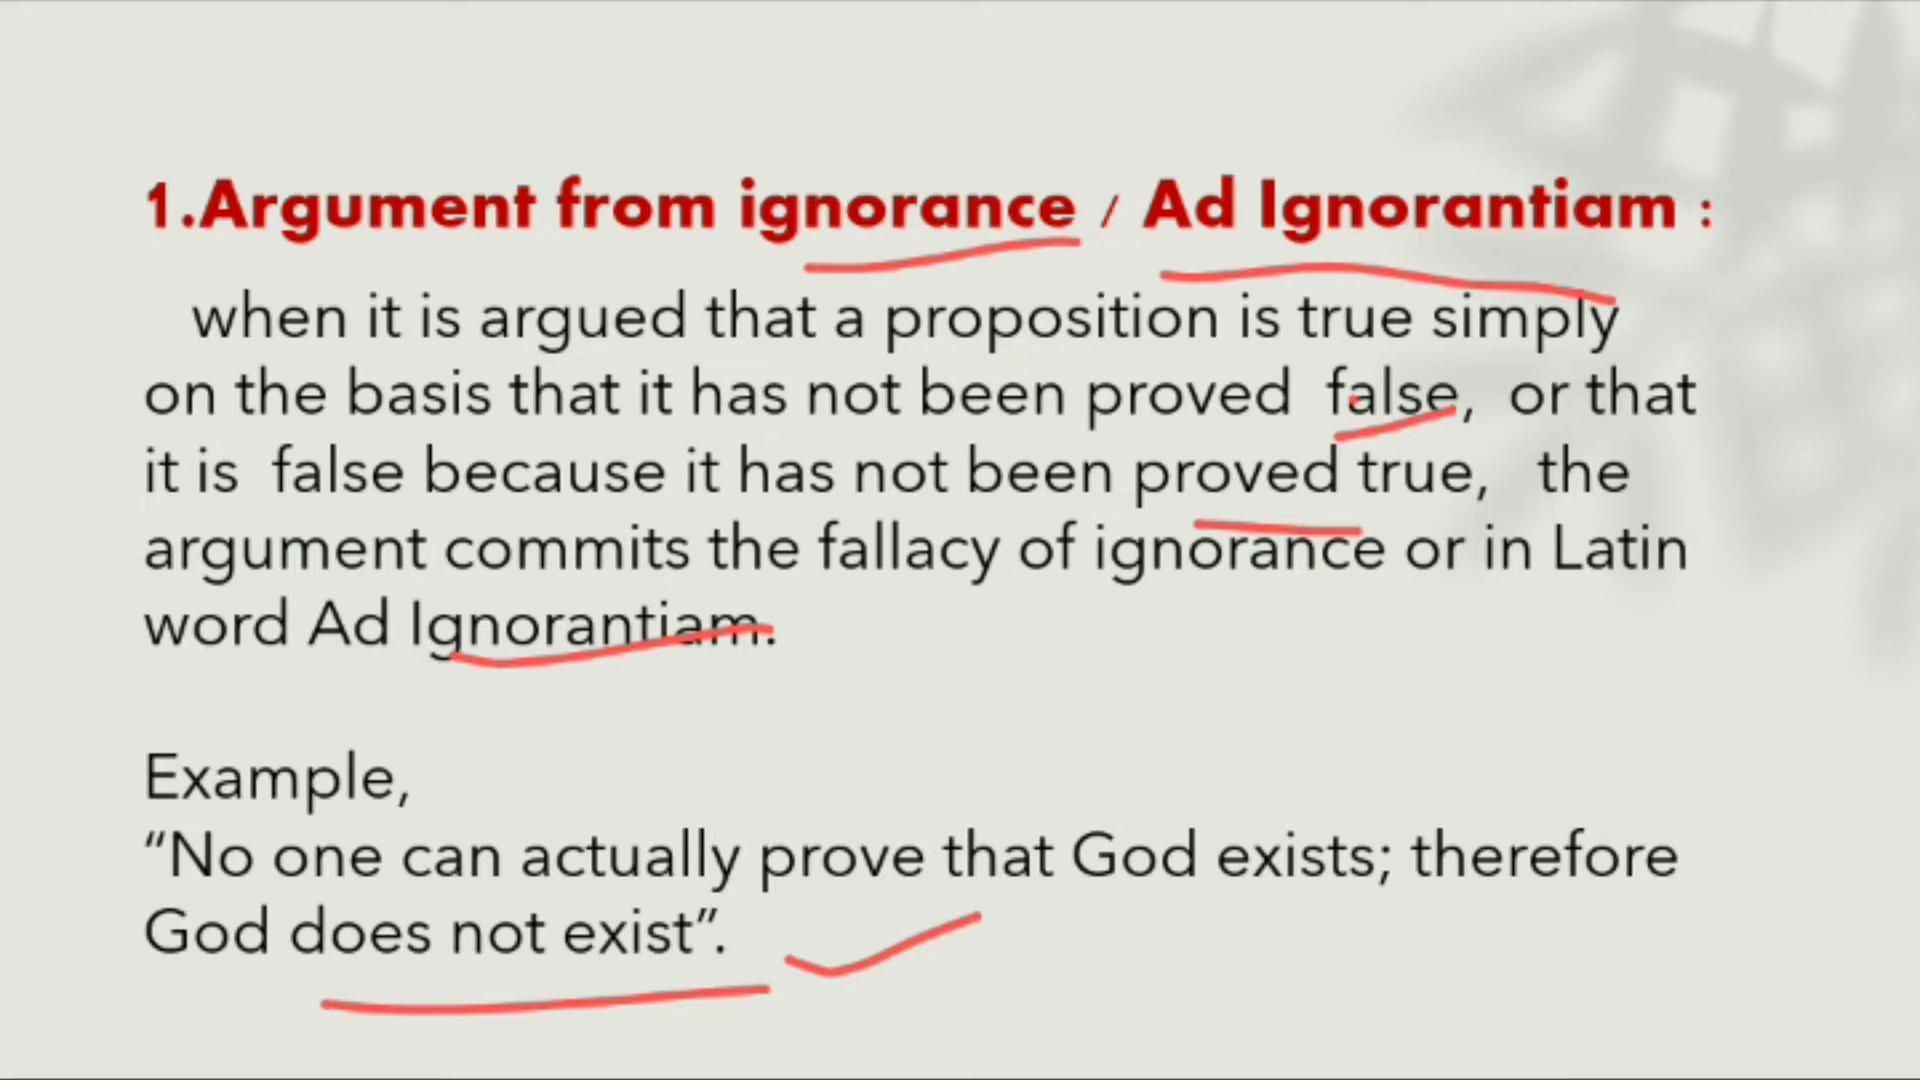 1.Argument from ignorance / Ad Ignorantiam :
when it is argued that a proposition is true simply
on the basis that it has not been proved false, or that
it is false because it has not been proved true, the
argument commits the fallacy of ignorance or in Latin
word Ad Ignorantiam.
Example,
“No one can actually prove that God exists; therefore
God does not exist”.